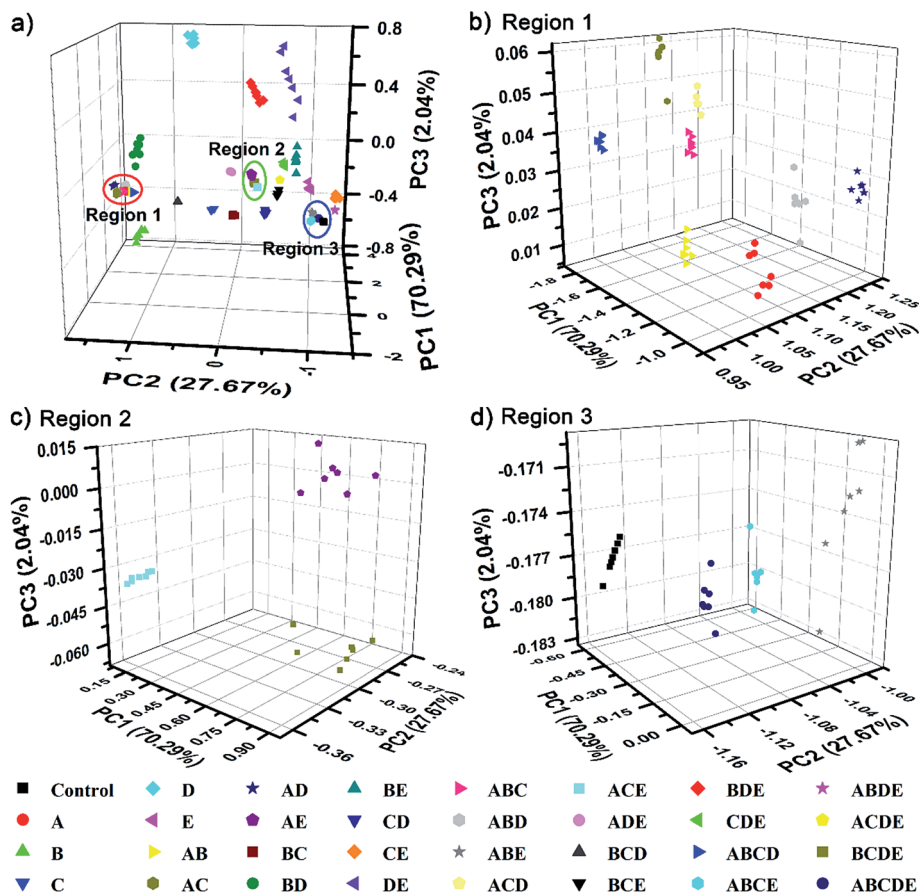 a)
0.8
0.4
0.0
-0.4
-0.8
PC3 (2.04%)
Region 2
Region 1
Region 3
2
0
-2
PC1 (70.29%)
1
0
-1
PC2 (27.67%)
b) Region 1
0.06
0.05
0.04
0.03
0.02
0.01
PC3 (2.04%)
-1.8
-1.6
-1.4
-1.2
-1.0
PC1 (70.29%)
0.95
1.00
1.05
1.10
1.15
1.20
1.25
PC2 (27.67%)
c) Region 2
0.015
0.000
-0.015
-0.030
-0.045
-0.060
PC3 (2.04%)
0.15
0.30
0.45
0.60
0.75
0.90
PC1 (70.29%)
-0.36
-0.33
-0.30
-0.27
-0.24
PC2 (27.67%)
d) Region 3
-0.171
-0.174
-0.177
-0.180
-0.183
PC3 (2.04%)
-0.60
-0.45
-0.30
-0.15
0.00
PC1 (70.29%)
-1.16
-1.12
-1.08
-1.04
-1.00
PC2 (27.67%)
Control D AD BE ABC ACE BDE ABDE
A E AE CD ABD ADE CDE ACDE
B AB BC CE ABE BCD ABCD BCDE
C AC BD DE ACD BCE ABCE ABCDE